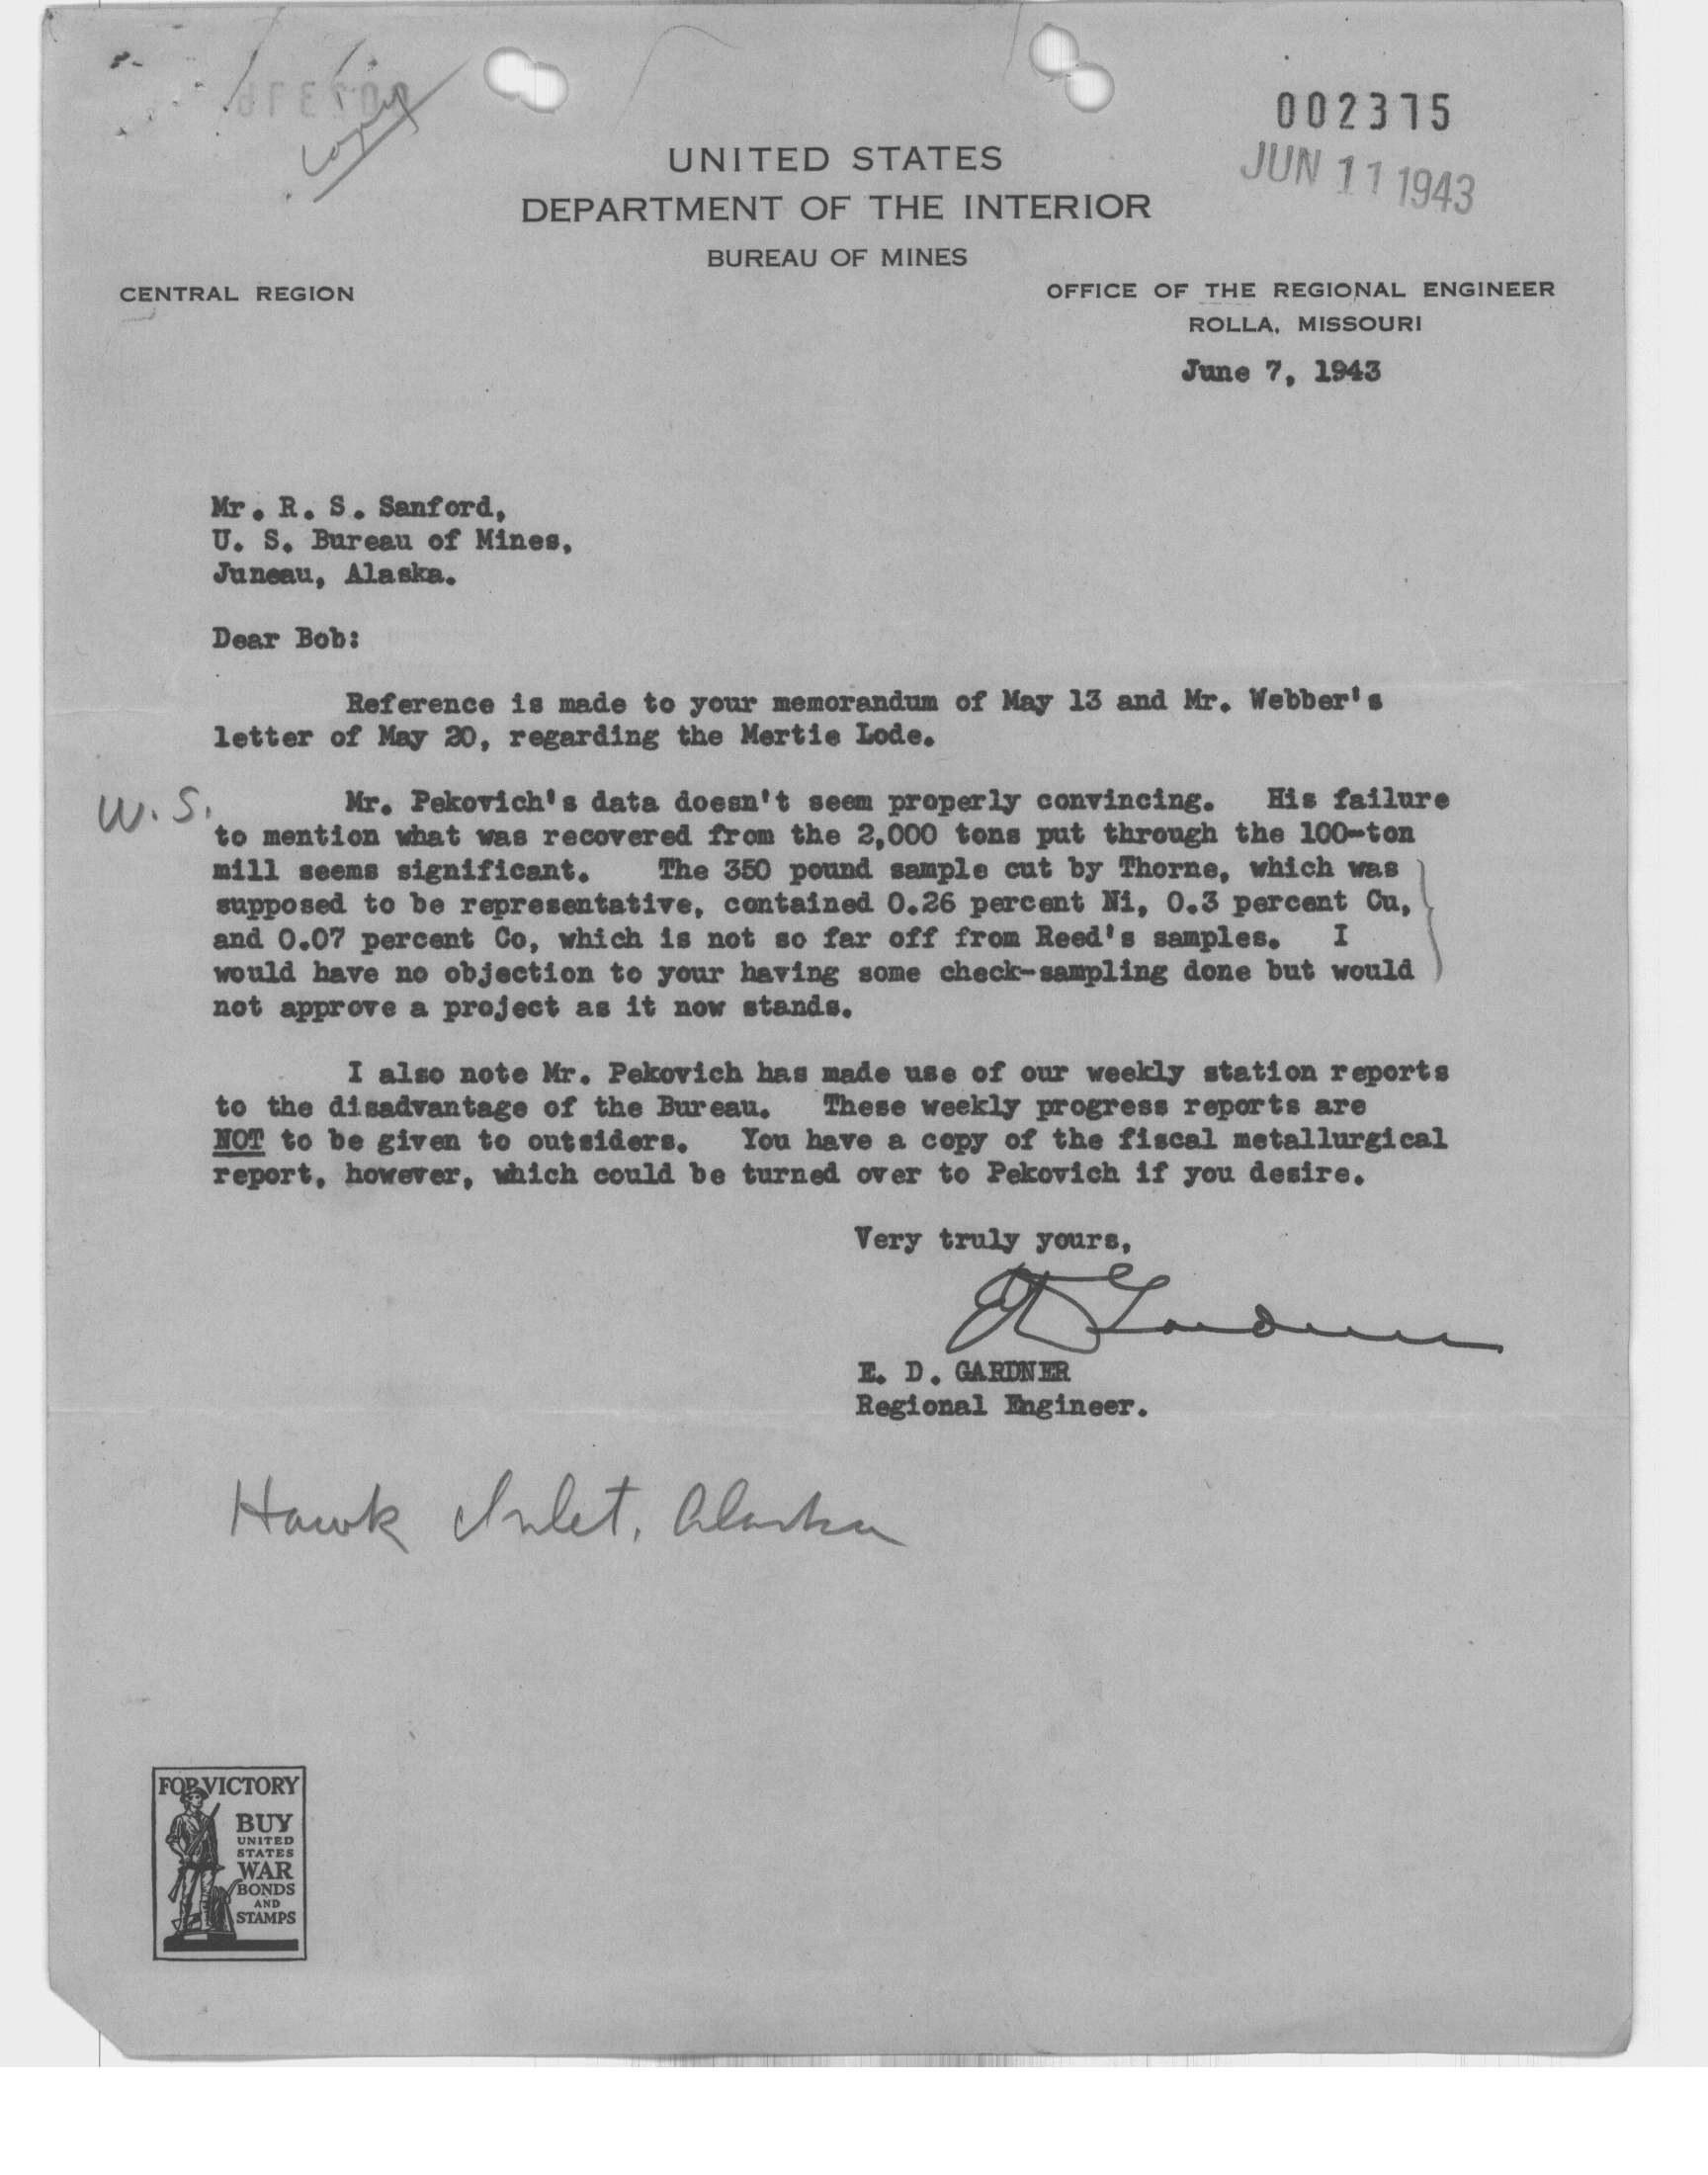 Copy
002375
JUN 11 1943
UNITED STATES
DEPARTMENT OF THE INTERIOR
BUREAU OF MINES
CENTRAL REGION
OFFICE OF THE REGIONAL ENGINEER
ROLLA, MISSOURI
June 7, 1943
Mr. R. S. Sanford,
U. S. Bureau of Mines,
Juneau, Alaska.
Dear Bob:
Reference is made to your memorandum of May 13 and Mr. Webber's
letter of May 20, regarding the Mertie Lode.
W. S.
Mr. Pekovich's data doesn't seem properly convincing. His failure
to mention what was recovered from the 2,000 tons put through the 100-ton
mill seems significant. The 350 pound sample cut by Thorne, which was
supposed to be representative, contained 0.26 percent Ni, 0.3 percent Cu,
and 0.07 percent Co, which is not so far off from Reed's samples. I
would have no objection to your having some check-sampling done but would
not approve a project as it now stands.
I also note Mr. Pekovich has made use of our weekly station reports
to the disadvantage of the Bureau. These weekly progress reports are
NOT to be given to outsiders. You have a copy of the fiscal metallurgical
report, however, which could be turned over to Pekovich if you desire.
Very truly yours,
E D Gardner
E. D. GARDNER
Regional Engineer.
Hawk Inlet, Alaska
FOR VICTORY
BUY
UNITED
STATES
WAR
BONDS
AND
STAMPS